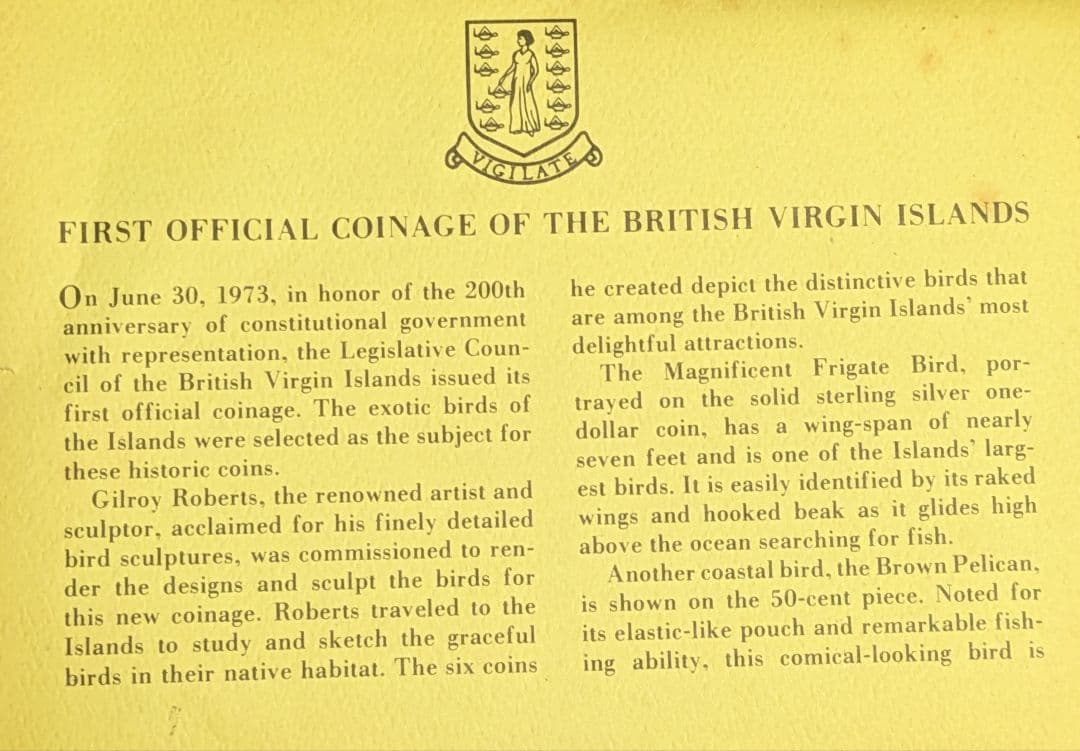 VIGILATE
FIRST OFFICIAL COINAGE OF THE BRITISH VIRGIN ISLANDS
On June 30, 1973, in honor of the 200th
anniversary of constitutional government
with representation, the Legislative Coun-
cil of the British Virgin Islands issued its
first official coinage. The exotic birds of
the Islands were selected as the subject for
these historic coins.
Gilroy Roberts, the renowned artist and
sculptor, acclaimed for his finely detailed
bird sculptures, was commissioned to ren-
der the designs and sculpt the birds for
this new coinage. Roberts traveled to the
Islands to study and sketch the graceful
birds in their native habitat. The six coins
he created depict the distinctive birds that
are among the British Virgin Islands' most
delightful attractions.
The Magnificent Frigate Bird, por-
trayed on the solid sterling silver one-
dollar coin, has a wing-span of nearly
seven feet and is one of the Islands' larg-
est birds. It is easily identified by its raked
wings and hooked beak as it glides high
above the ocean searching for fish.
Another coastal bird, the Brown Pelican,
is shown on the 50-cent piece. Noted for
its elastic-like pouch and remarkable fish-
ing ability, this comical-looking bird is